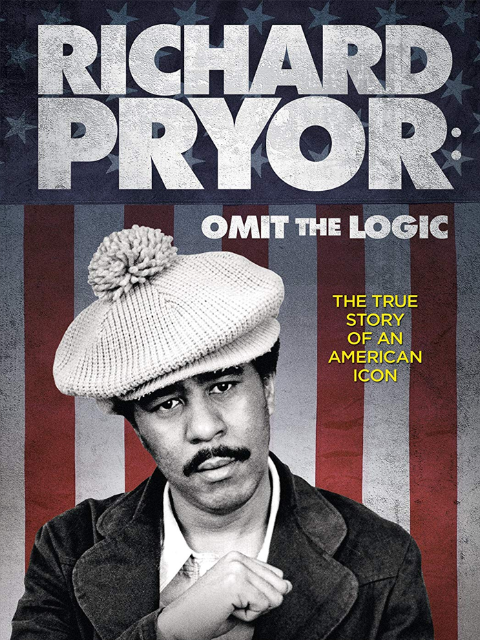 RICHARD
PRYOR:
OMIT THE LOGIC
THE TRUE
STORY
OF AN
AMERICAN
ICON